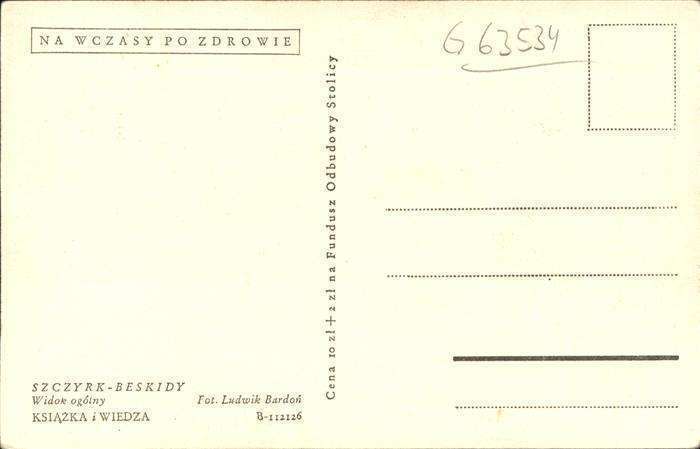 NA WCZASY PO ZDROWIE
G 63534
Cena 10 zł + 2 zł na Fundusz Odbudowy Stolicy
SZCZYRK-BESKIDY
Widok ogólny Fot. Ludwik Bardoń
KSIĄŻKA i WIEDZA B-112126